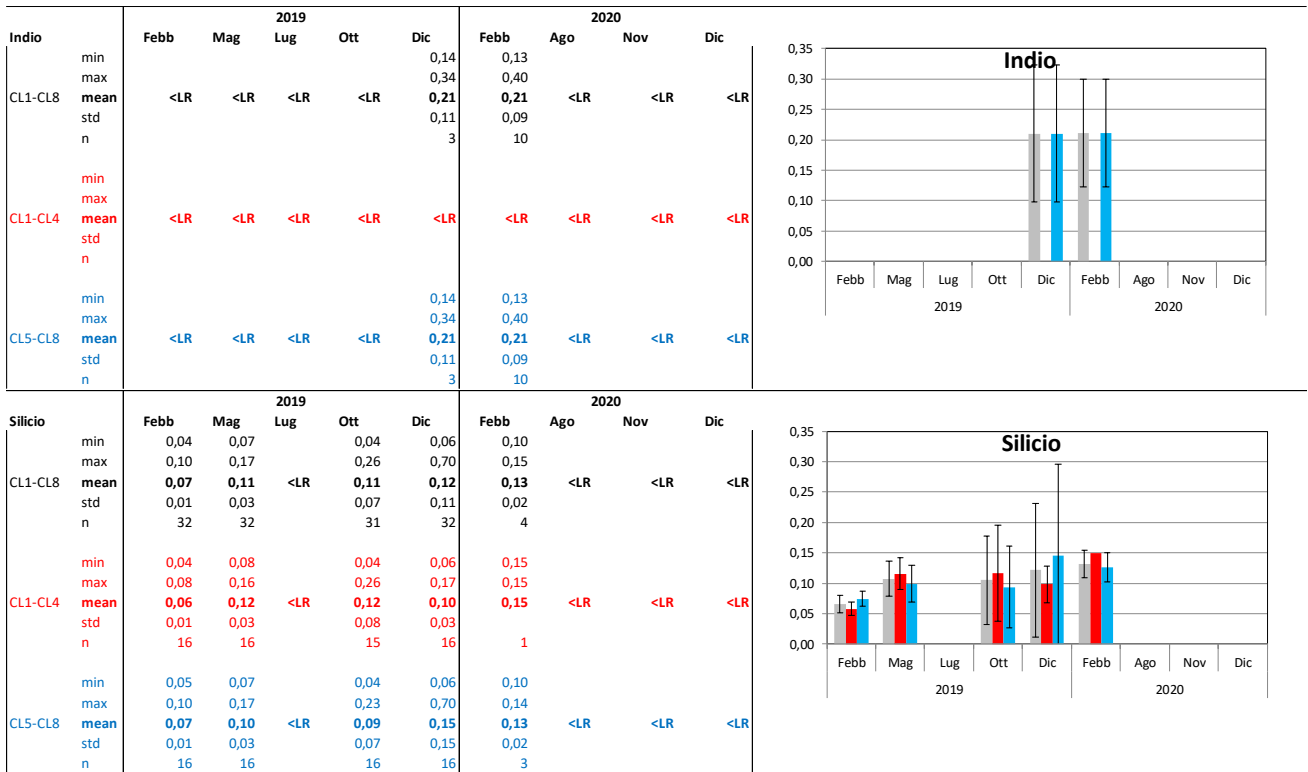 2019 2020
Indio Febb Mag Lug Ott Dic Febb Ago Nov Dic
min 0,14 0,13
max 0,34 0,40
CL1-CL8 mean <LR <LR <LR <LR 0,21 0,21 <LR <LR <LR
std 0,11 0,09
n 3 10
min
max
CL1-CL4 mean <LR <LR <LR <LR <LR <LR <LR <LR <LR
std
n
min 0,14 0,13
max 0,34 0,40
CL5-CL8 mean <LR <LR <LR <LR 0,21 0,21 <LR <LR <LR
std 0,11 0,09
n 3 10
Indio
0,35
0,30
0,25
0,20
0,15
0,10
0,05
0,00
Febb Mag Lug Ott Dic Febb Ago Nov Dic
2019 2020
2019 2020
Silicio Febb Mag Lug Ott Dic Febb Ago Nov Dic
min 0,04 0,07 0,04 0,06 0,10
max 0,10 0,17 0,26 0,70 0,15
CL1-CL8 mean 0,07 0,11 <LR 0,11 0,12 0,13 <LR <LR <LR
std 0,01 0,03 0,07 0,11 0,02
n 32 32 31 32 4
min 0,04 0,08 0,04 0,06 0,15
max 0,08 0,16 0,26 0,17 0,15
CL1-CL4 mean 0,06 0,12 <LR 0,12 0,10 0,15 <LR <LR <LR
std 0,01 0,03 0,08 0,03
n 16 16 15 16 1
min 0,05 0,07 0,04 0,06 0,10
max 0,10 0,17 0,23 0,70 0,14
CL5-CL8 mean 0,07 0,10 <LR 0,09 0,15 0,13 <LR <LR <LR
std 0,01 0,03 0,07 0,15 0,02
n 16 16 16 16 3
Silicio
0,35
0,30
0,25
0,20
0,15
0,10
0,05
0,00
Febb Mag Lug Ott Dic Febb Ago Nov Dic
2019 2020